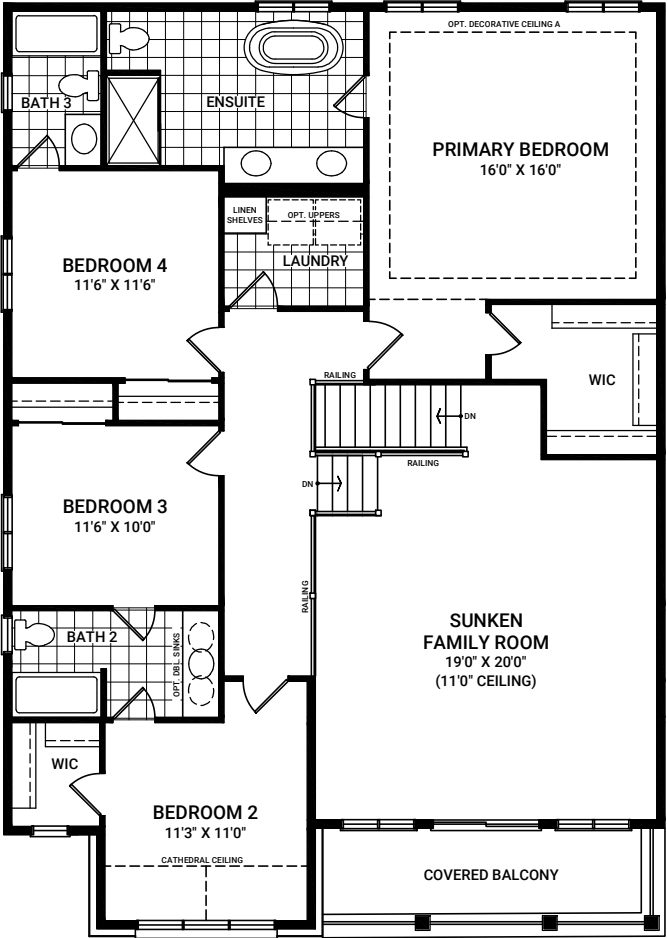 OPT. DECORATIVE CEILING A
BATH 3
ENSUITE
PRIMARY BEDROOM
16'0" X 16'0"
LINEN
SHELVES
OPT. UPPERS
LAUNDRY
BEDROOM 4
11'6" X 11'6"
RAILING
WIC
DN
RAILING
DN
BEDROOM 3
11'6" X 10'0"
RAILING
SUNKEN
FAMILY ROOM
19'0" X 20'0"
(11'0" CEILING)
BATH 2
OPT. DBL. SINKS
WIC
BEDROOM 2
11'3" X 11'0"
CATHEDRAL CEILING
COVERED BALCONY